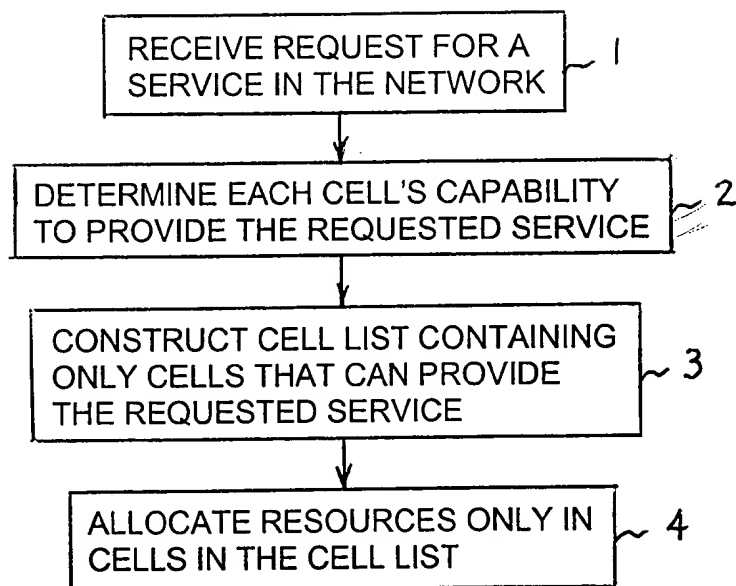 RECEIVE REQUEST FOR A
SERVICE IN THE NETWORK
1
DETERMINE EACH CELL'S CAPABILITY
TO PROVIDE THE REQUESTED SERVICE
2
CONSTRUCT CELL LIST CONTAINING
ONLY CELLS THAT CAN PROVIDE
THE REQUESTED SERVICE
3
ALLOCATE RESOURCES ONLY IN
CELLS IN THE CELL LIST
4